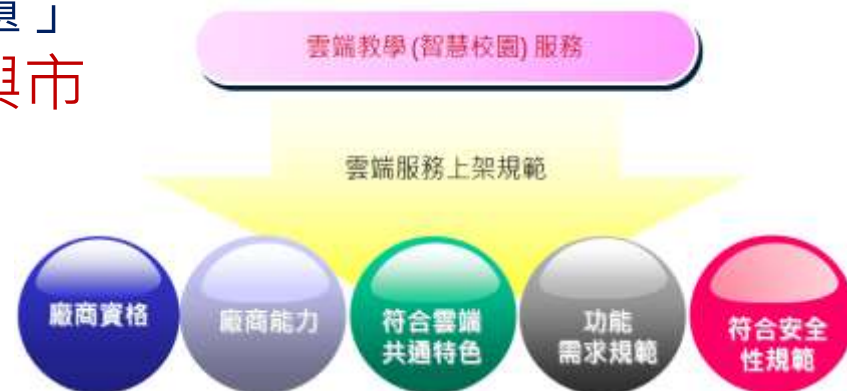 」
與市
雲端教學(智慧校園)服務
雲端服務上架規範
廠商資格
廠商能力
符合雲端
共通特色
功能
需求規範
符合安全
性規範